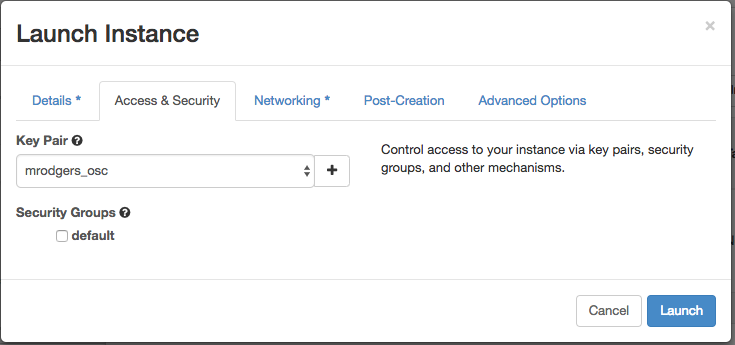 Launch Instance
×
Details * Access & Security Networking * Post-Creation Advanced Options
Key Pair ?
mrodgers_osc +
Control access to your instance via key pairs, security
groups, and other mechanisms.
Security Groups ?
default
Cancel Launch